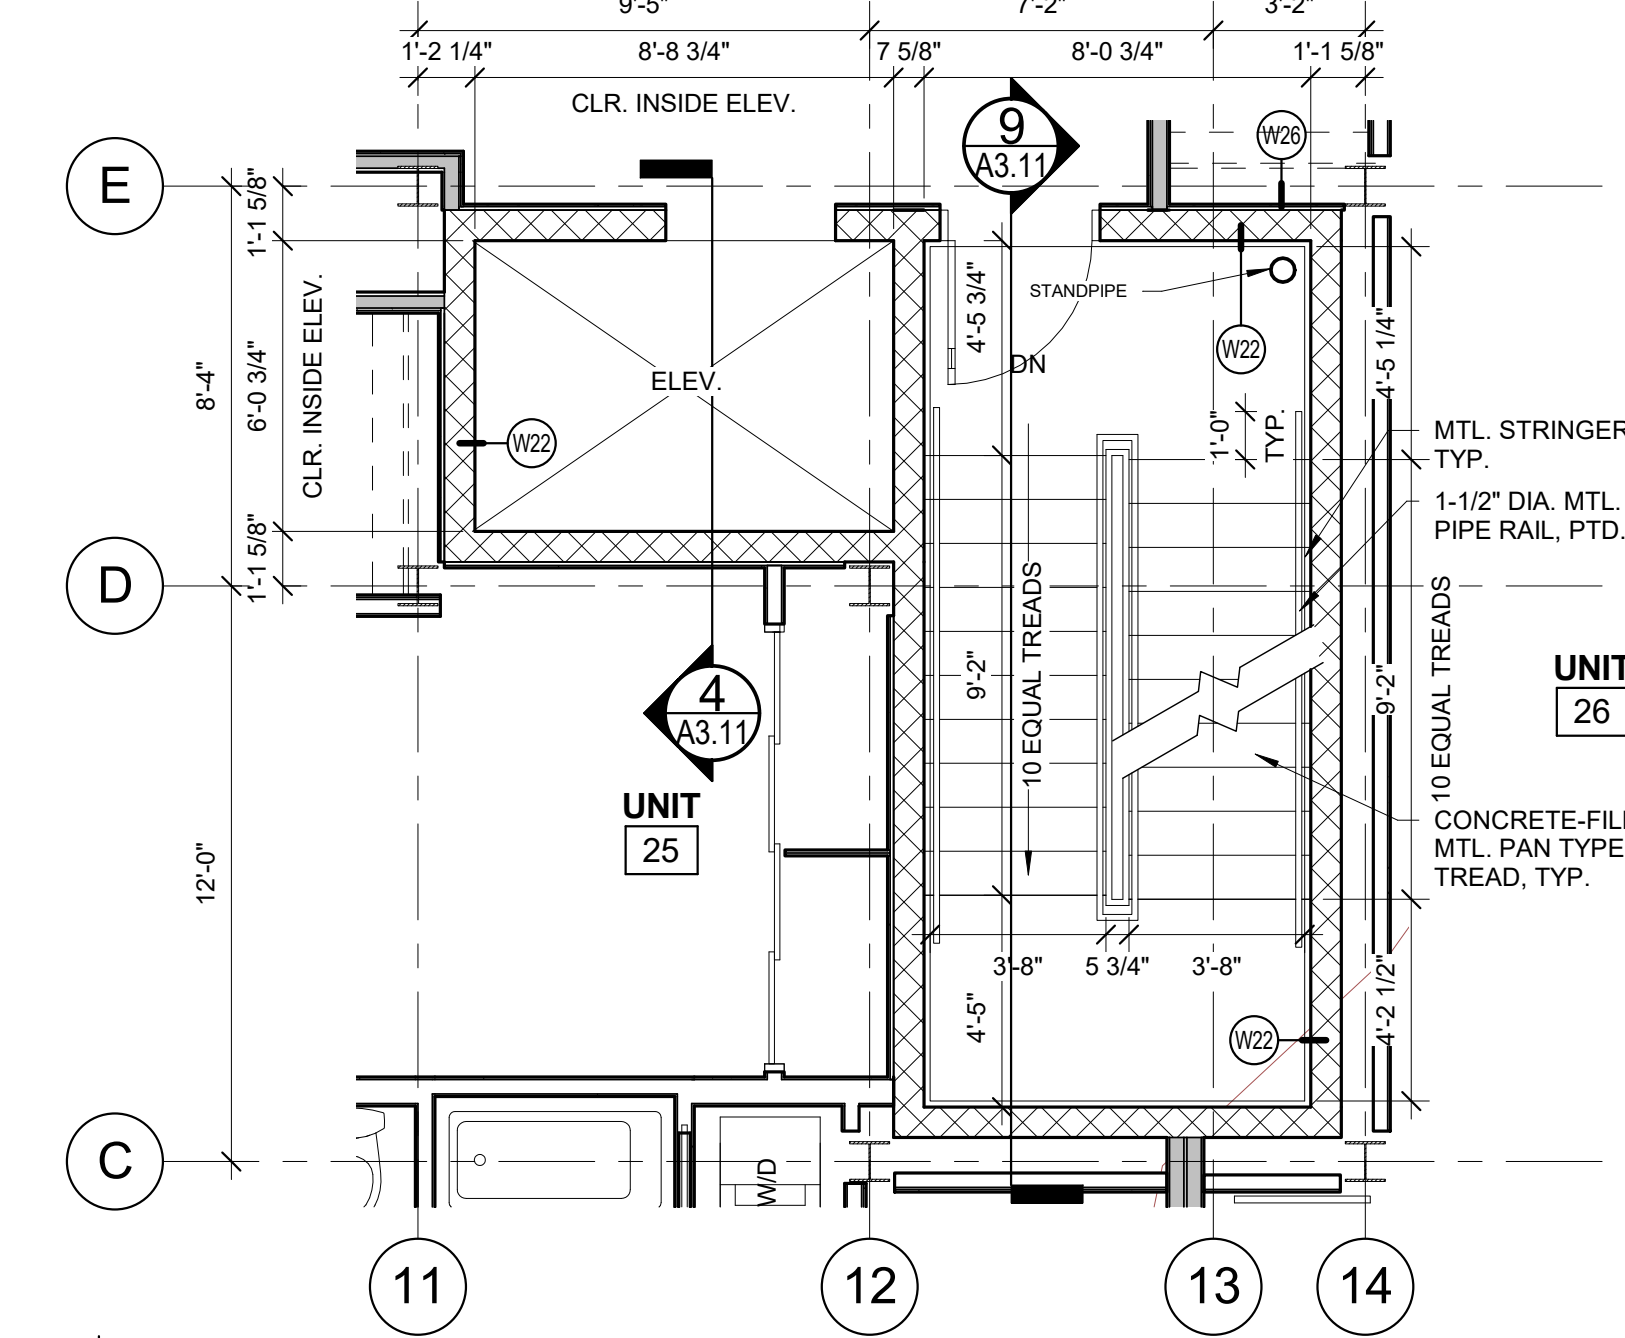 9'-5"
7'-2"
3'-2"
1'-2 1/4"
8'-8 3/4"
7 5/8"
8'-0 3/4"
1'-1 5/8"
CLR. INSIDE ELEV.
9
A3.11
W26
E
1'-1 5/8"
8'-4"
6'-0 3/4"
CLR. INSIDE ELEV.
1'-1 5/8"
ELEV.
W22
STANDPIPE
4'-5 3/4"
DN
W22
4'-5 1/4"
1'-0"
TYP.
MTL. STRINGER
TYP.
1-1/2" DIA. MTL.
PIPE RAIL, PTD.
D
10 EQUAL TREADS
9'-2"
9'-2"
10 EQUAL TREADS
UNIT
26
4
A3.11
UNIT
25
12'-0"
CONCRETE-FIL
MTL. PAN TYPE
TREAD, TYP.
3'-8"
5 3/4"
3'-8"
4'-5"
4'-2 1/2"
W22
C
W/D
11
12
13
14